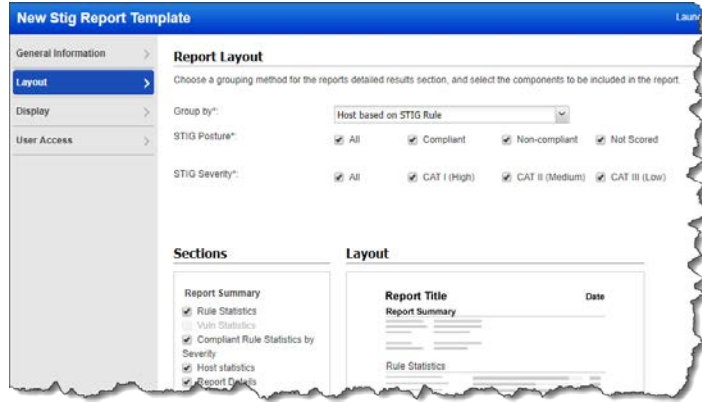 New Stig Report Template
General Information
Layout
Display
User Access
Report Layout
Choose a grouping method for the reports detailed results section, and select the components to be included in the report.
Group by*: Host based on STIG Rule
STIG Posture*: All Compliant Non-compliant Not Scored
STIG Severity*: All CAT I (High) CAT II (Medium) CAT III (Low)
Sections
Report Summary
Rule Statistics
Vuln Statistics
Compliant Rule Statistics by
Severity
Host statistics
Report Details
Layout
Report Title Date
Report Summary
Rule Statistics